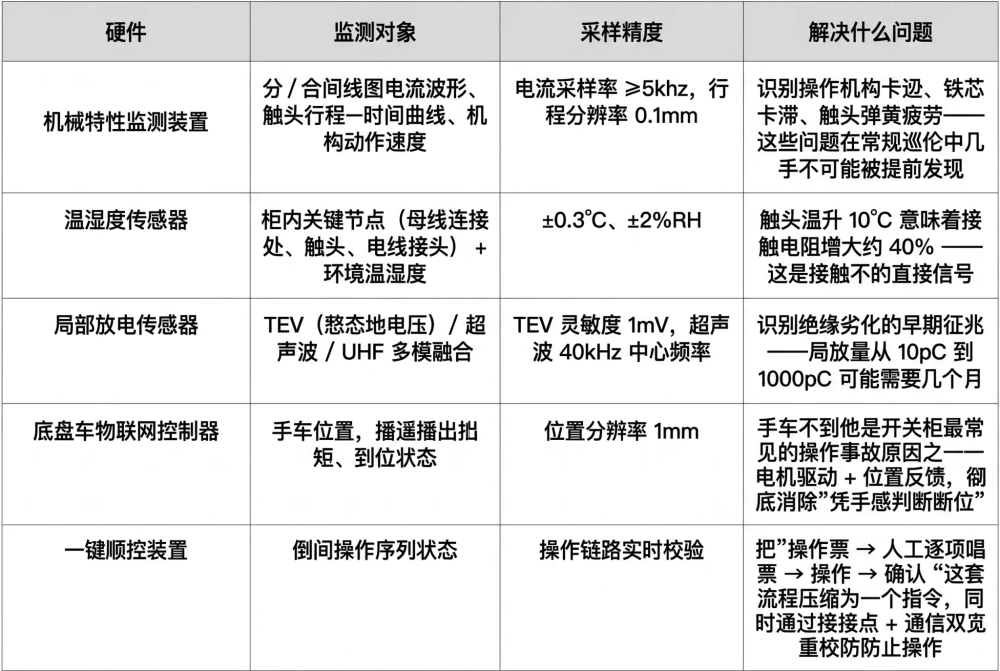 硬件
监测对象
采样精度
解决什么问题
机械特性监测装置
分 / 合间线图电流波形、
触头行程一时间曲线、机
构动作速度
电流采样率 ≥5khz，行
程分辨率 0.1mm
识别操作机构卡逊、铁芯
卡滞、触头弹黄疲劳——
这些问题在常规巡伦中几
手不可能被提前发现
温湿度传感器
柜内关键节点（母线连接
处、触头、电线接头）+
环境温湿度
±0.3℃、±2%RH
触头温升 10℃ 意味着接
触电阻增大约 40% ——
这是接触不的直接信号
局部放电传感器
TEV（憨态地电压）/ 超
声波 / UHF 多模融合
TEV 灵敏度 1mV，超声
波 40kHz 中心频率
识别绝缘劣化的早期征兆
——局放量从 10pC 到
1000pC 可能需要几个月
底盘车物联网控制器
手车位置，播遥播出
短、到位状态
位置分辨率 1mm
手车不到他是开关柜最常
见的操作事故原因之一一
电机驱动 + 位置反馈，彻
底消除”凭手感判断断位”
一键顺控装置
倒间操作序列状态
操作链路实时校验
把”操作票 → 人工逐项唱
票 → 操作 → 确认 “这套
流程压缩为一个指令，同
时通过接接点 + 通信双宽
重校防防止操作